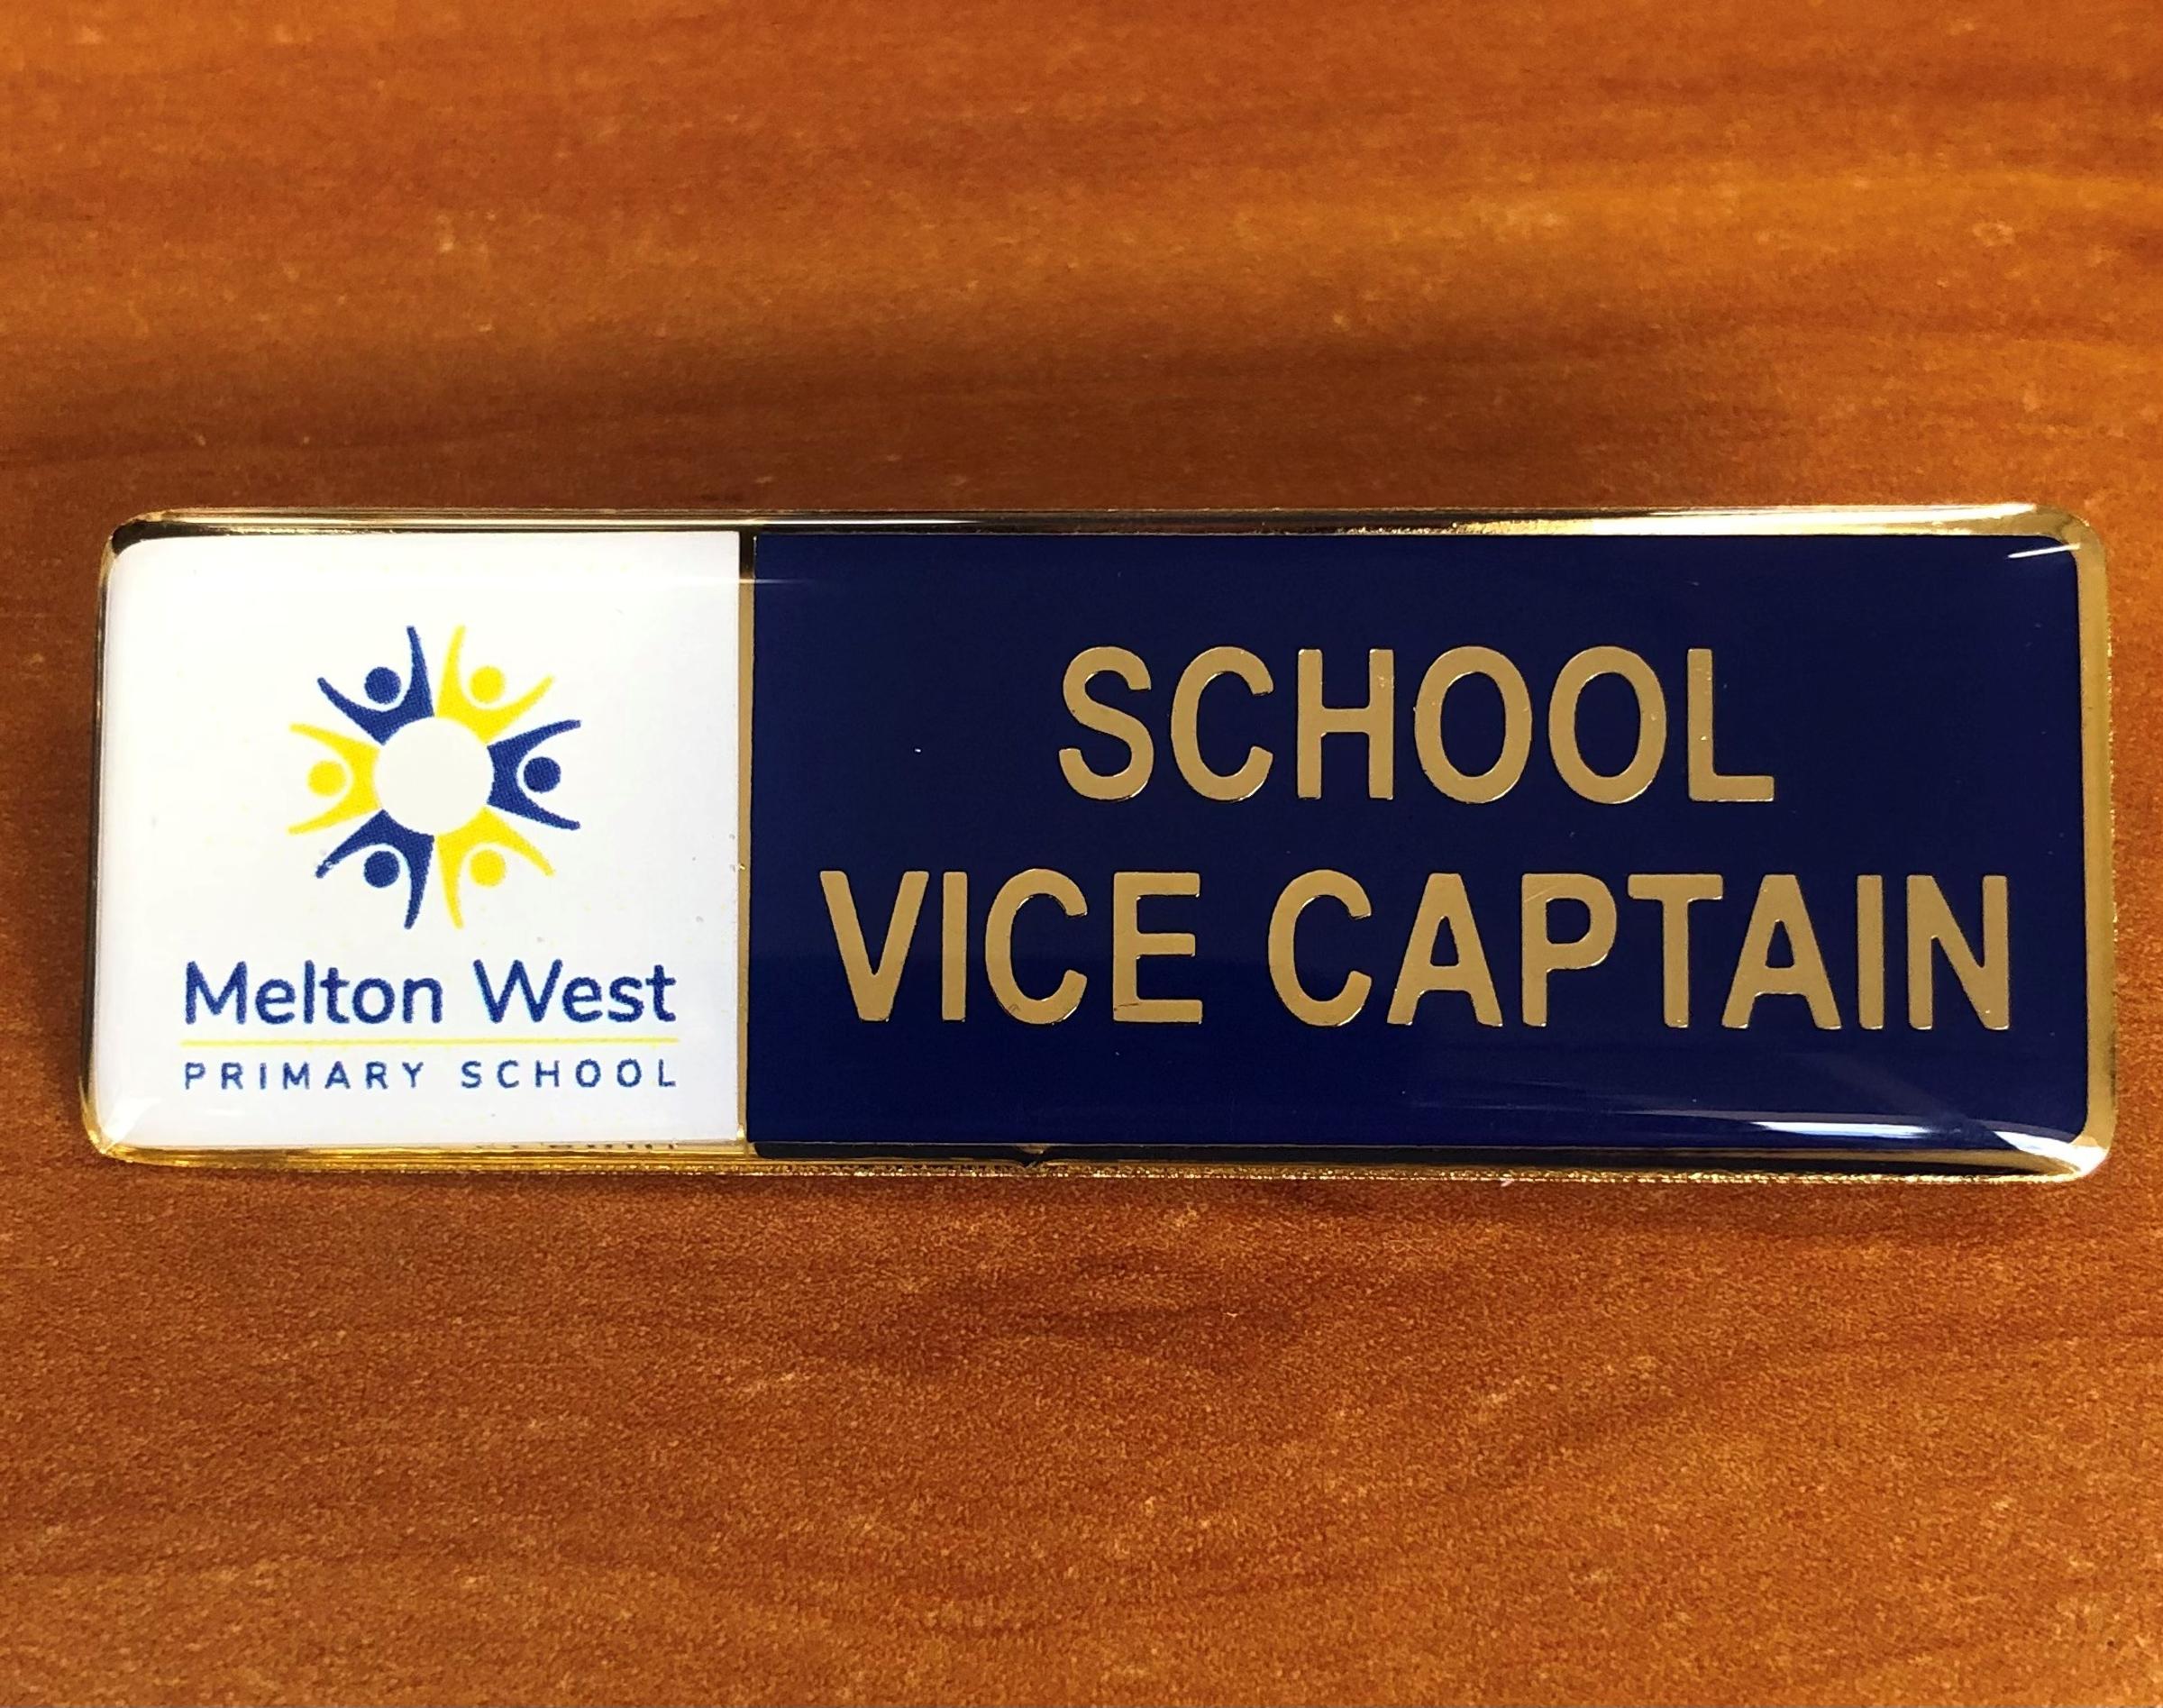 Melton West
PRIMARY SCHOOL
SCHOOL
VICE CAPTAIN